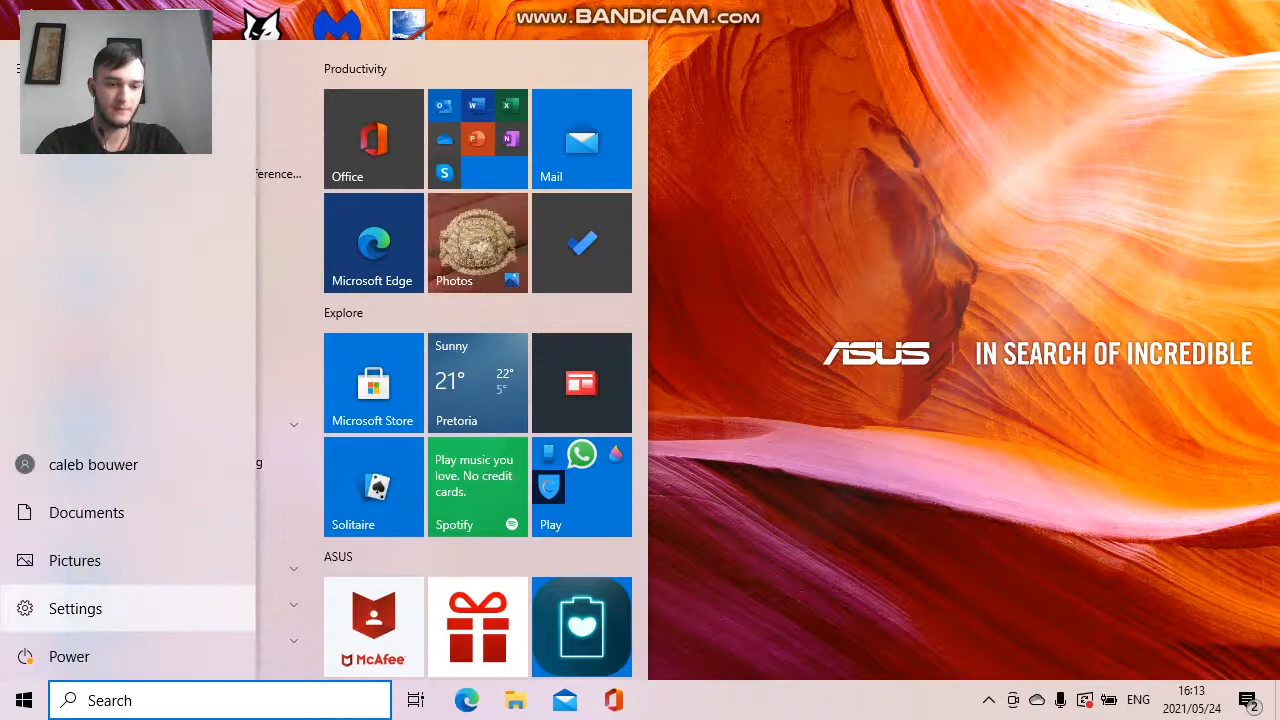 www.BANDICAM.com
Productivity
Office
Mail
ference...
Microsoft Edge
Photos
Explore
Sunny
21°
22°
5°
Microsoft Store
Pretoria
ASUS
IN SEARCH OF INCREDIBLE
caleb bouwer
g
Play music you
love. No credit
cards.
Solitaire
Spotify
Play
Documents
ASUS
Pictures
Settings
McAfee
Power
Search
ENG
16:13
2021/05/24
2